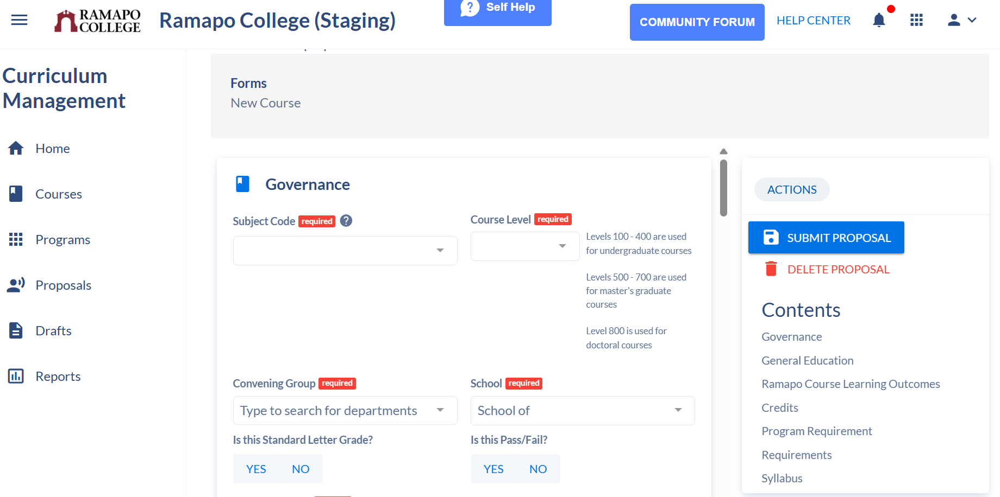 RAMAPO
COLLEGE
Ramapo College (Staging)
Self Help
COMMUNITY FORUM
HELP CENTER
Curriculum
Management
Home
Courses
Programs
Proposals
Drafts
Reports
Forms
New Course
Governance
Subject Code required
Course Level required
Levels 100 - 400 are used
for undergraduate courses
Levels 500 - 700 are used
for master's graduate
courses
Level 800 is used for
doctoral courses
Convening Group required
Type to search for departments
School required
School of
Is this Standard Letter Grade?
YES NO
Is this Pass/Fail?
YES NO
ACTIONS
SUBMIT PROPOSAL
DELETE PROPOSAL
Contents
Governance
General Education
Ramapo Course Learning Outcomes
Credits
Program Requirement
Requirements
Syllabus